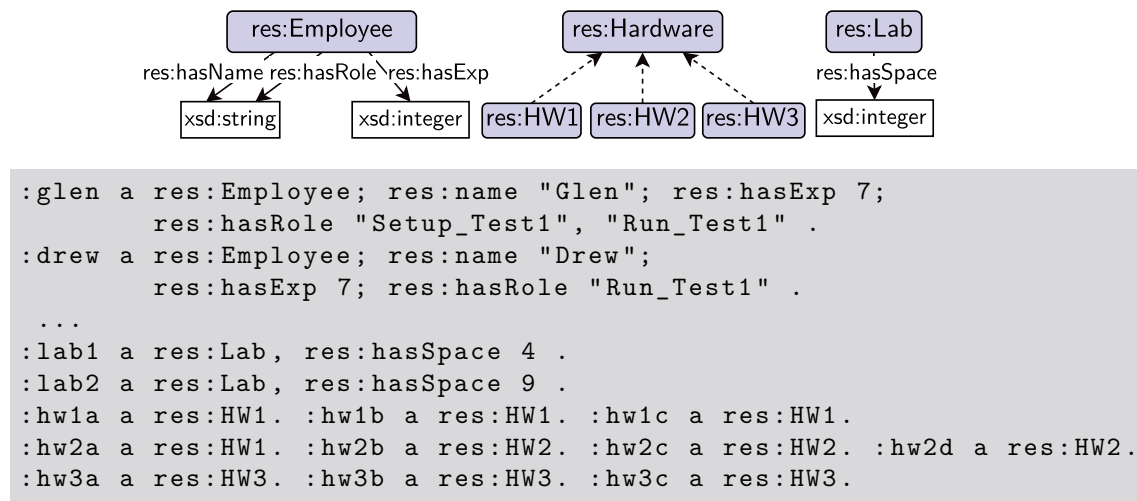 res:Employee res:Hardware res:Lab
res:hasName res:hasRole res:hasExp res:hasSpace
xsd:string xsd:integer res:HW1 res:HW2 res:HW3 xsd:integer
:glen a res:Employee; res:name "Glen"; res:hasExp 7;
res:hasRole "Setup_Test1", "Run_Test1" .
:drew a res:Employee; res:name "Drew";
res:hasExp 7; res:hasRole "Run_Test1" .
...
:lab1 a res:Lab, res:hasSpace 4 .
:lab2 a res:Lab, res:hasSpace 9 .
:hw1a a res:HW1. :hw1b a res:HW1. :hw1c a res:HW1.
:hw2a a res:HW1. :hw2b a res:HW2. :hw2c a res:HW2. :hw2d a res:HW2.
:hw3a a res:HW3. :hw3b a res:HW3. :hw3c a res:HW3.